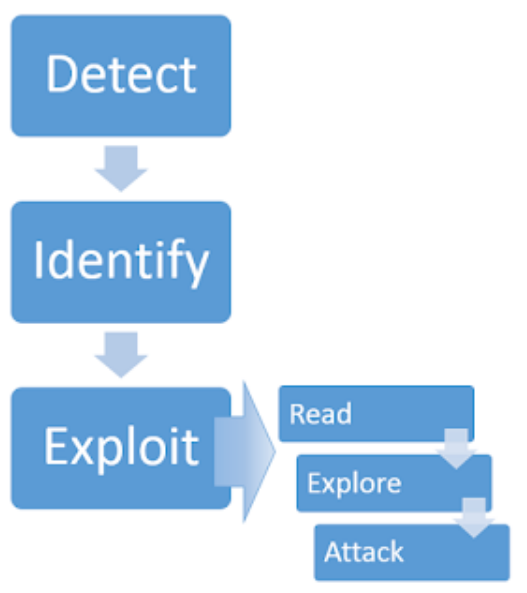 Detect
Identify
Exploit
Read
Explore
Attack